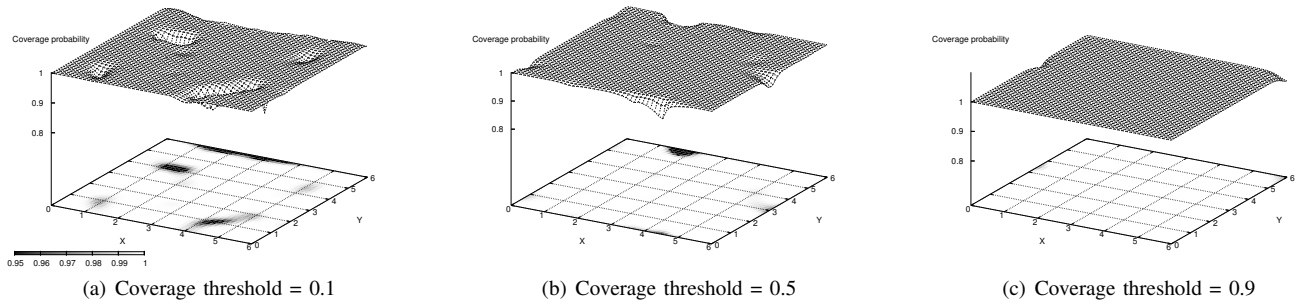 Coverage probability
1
0.9
0.8
0 1 2 3 4 5 6
X
0 1 2 3 4 5 6
Y
0.95 0.96 0.97 0.98 0.99 1
(a) Coverage threshold = 0.1
Coverage probability
1
0.9
0.8
0 1 2 3 4 5 6
X
0 1 2 3 4 5 6
Y
(b) Coverage threshold = 0.5
Coverage probability
1
0.9
0.8
0 1 2 3 4 5 6
X
0 1 2 3 4 5 6
Y
(c) Coverage threshold = 0.9